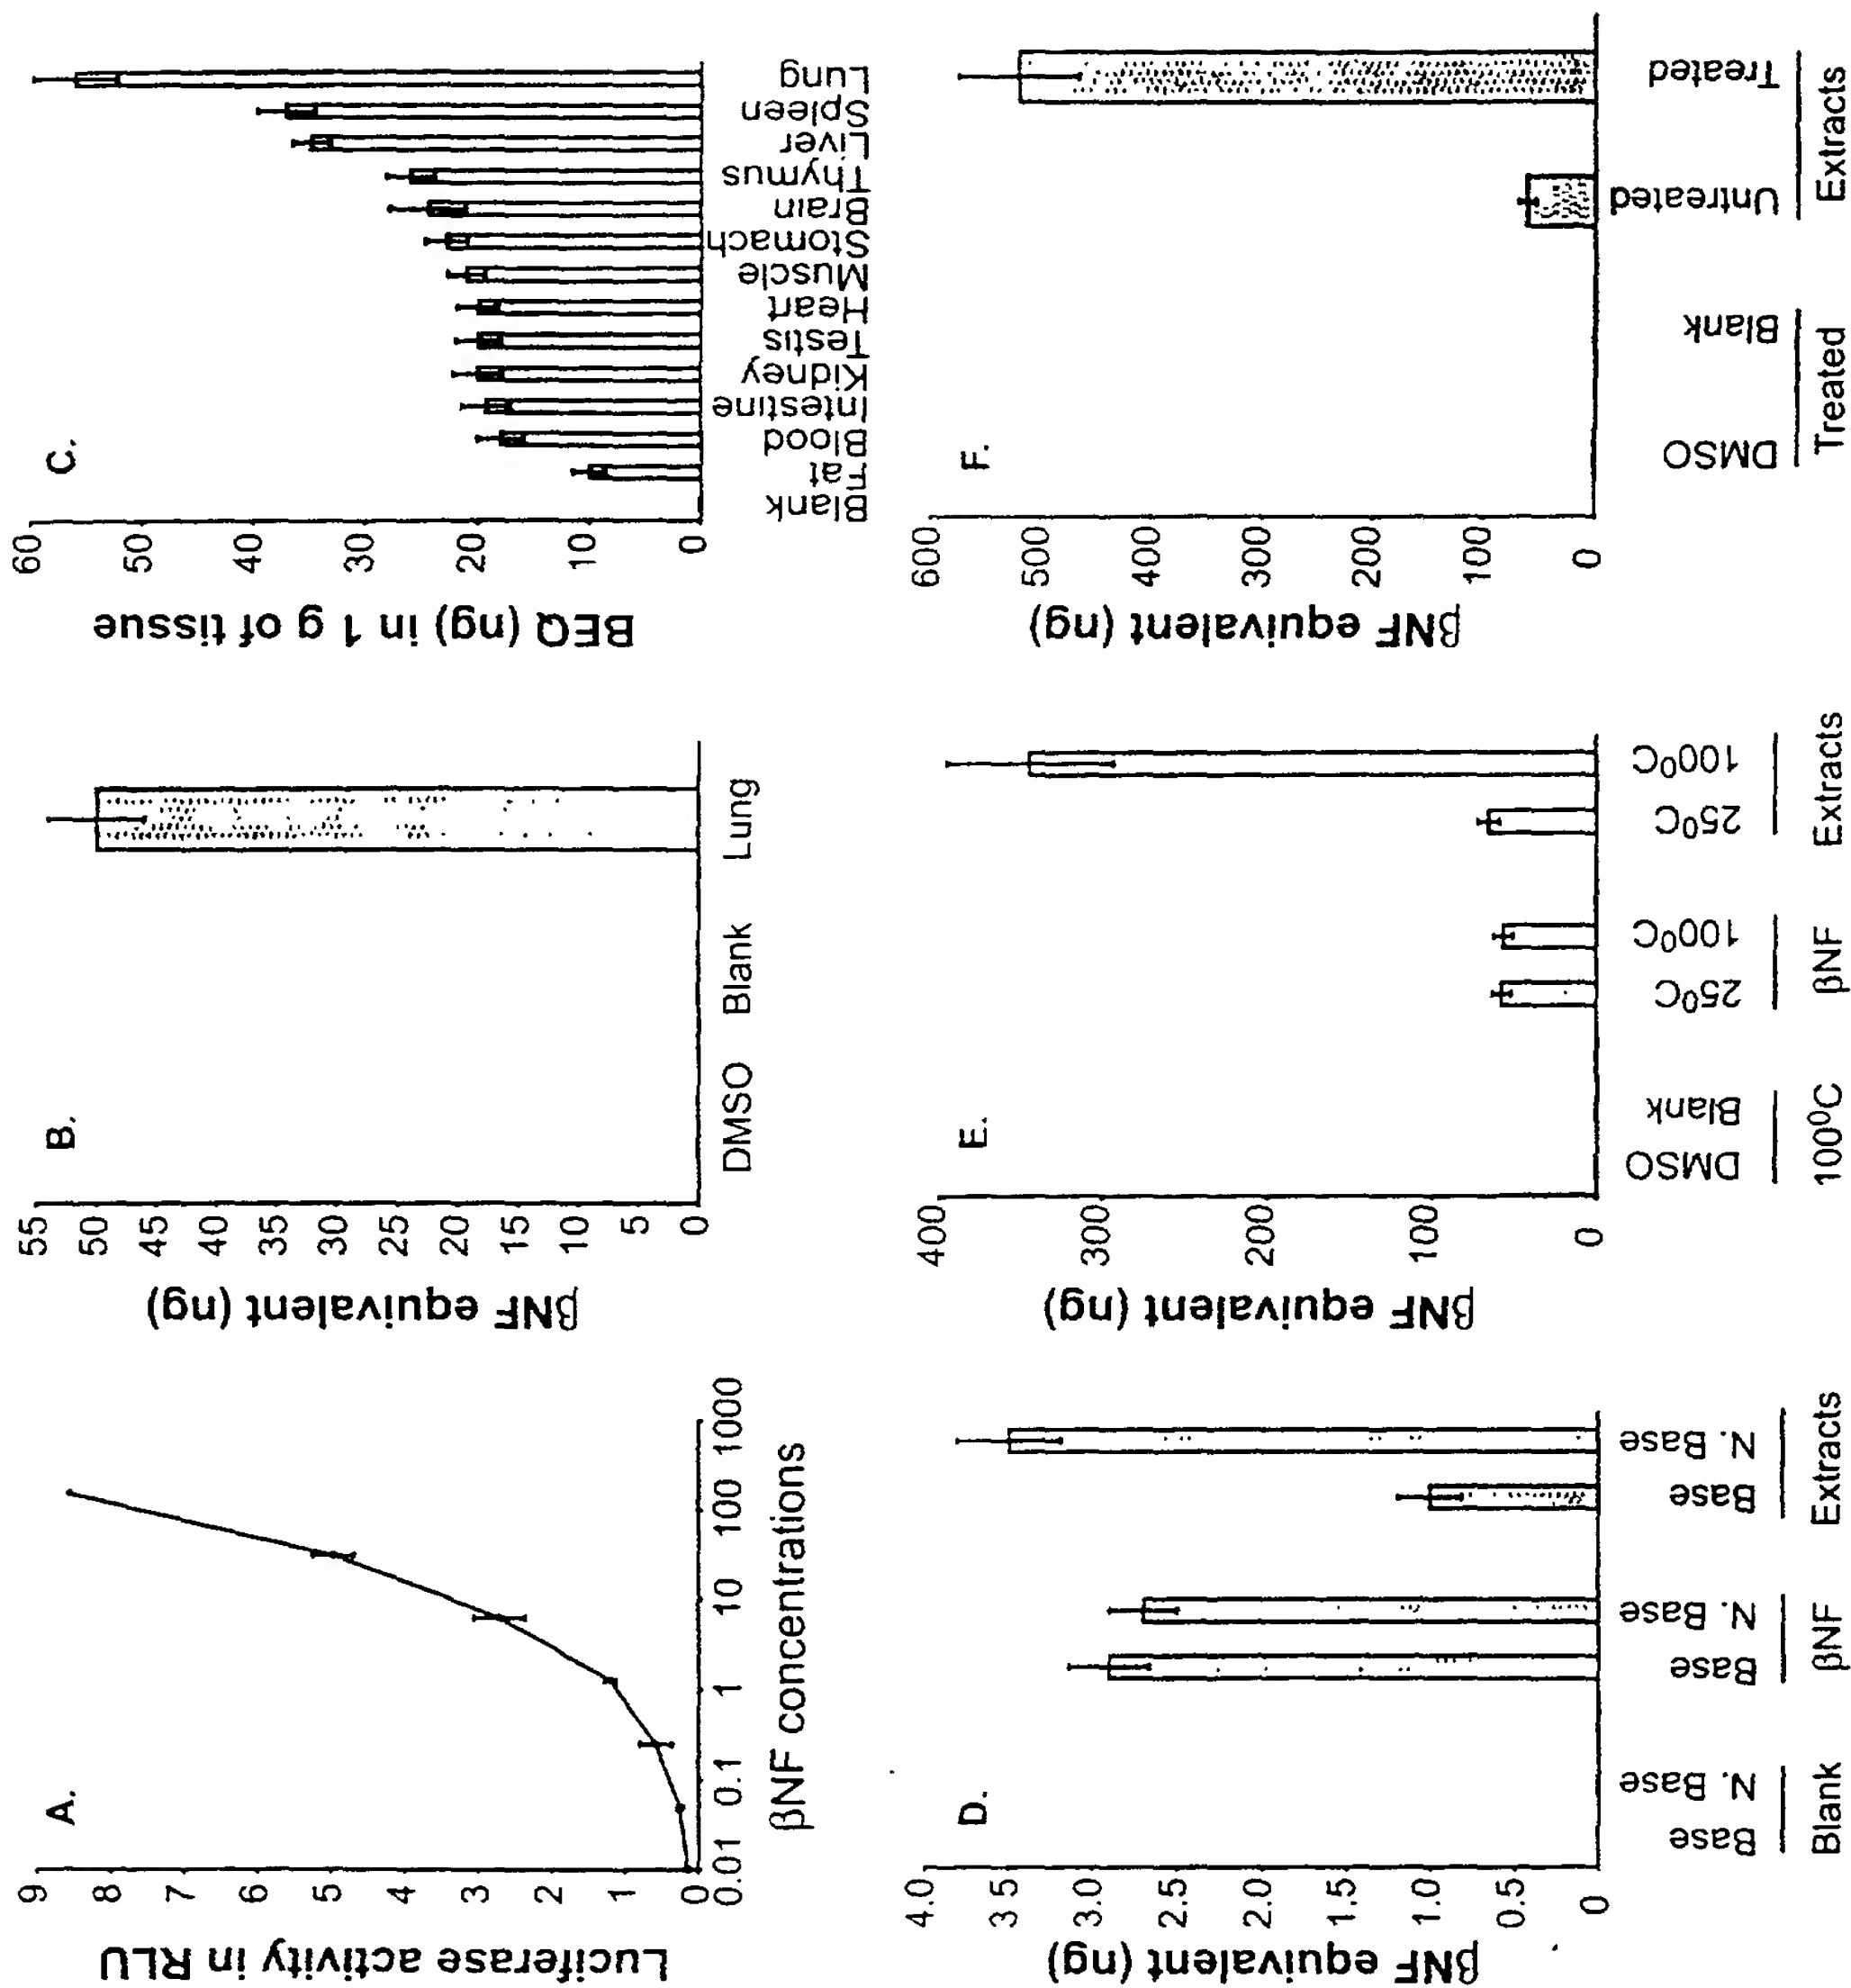 A.
Luciferase activity in RLU
9
8
7
6
5
4
3
2
1
0
0.01 0.1 1 10 100 1000
βNF concentrations
B.
βNF equivalent (ng)
55
50
45
40
35
30
25
20
15
10
5
0
DMSO Blank Lung
C.
BEQ (ng) in 1 g of tissue
60
50
40
30
20
10
0
Blank
Fat
Blood
Intestine
Kidney
Testis
Heart
Muscle
Stomach
Brain
Thymus
Liver
Spleen
Lung
D.
βNF equivalent (ng)
4.0
3 5
3.0
2.5
2.0
1.5
1.0
0.5
0
Base
N. Base
Base
N. Base
Base
N. Base
Blank βNF Extracts
E.
βNF equivalent (ng)
400
300
200
100
0
DMSO
Blank
25⁰C
100⁰C
25⁰C
100⁰C
100⁰C βNF Extracts
F.
βNF equivalent (ng)
600
500
400
300
200
100
0
DMSO
Blank
Untreated
Treated
Treated Extracts